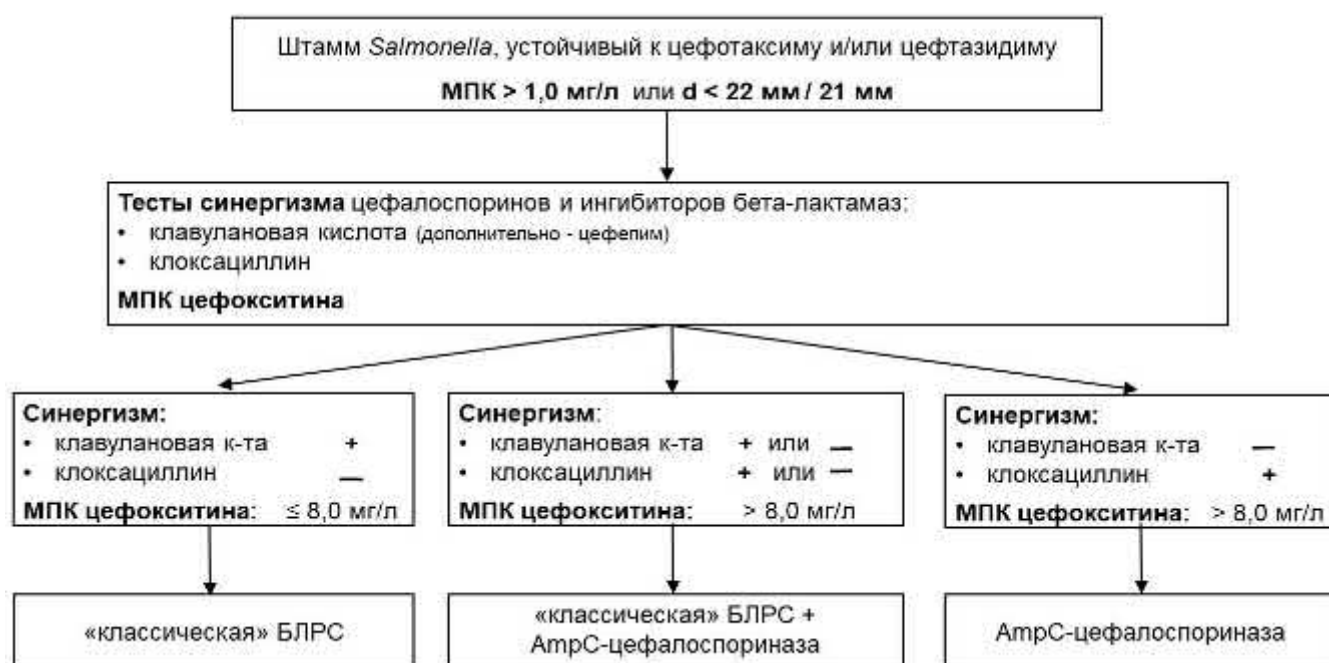 Штамм Salmonella, устойчивый к цефотаксиму и/или цефтазидиму
МПК > 1,0 мг/л или d < 22 мм / 21 мм
Тесты синергизма цефалоспоринов и ингибиторов бета-лактамаз:
• клавулановая кислота (дополнительно - цефепим)
• клоксациллин
МПК цефокситина
Синергизм:
• клавулановая к-та +
• клоксациллин —
МПК цефокситина: ≤ 8,0 мг/л
Синергизм:
• клавулановая к-та + или —
• клоксациллин + или —
МПК цефокситина: > 8,0 мг/л
Синергизм:
• клавулановая к-та —
• клоксациллин +
МПК цефокситина: > 8,0 мг/л
«классическая» БЛРС
«классическая» БЛРС +
AmpC-цефалоспориназа
AmpC-цефалоспориназа